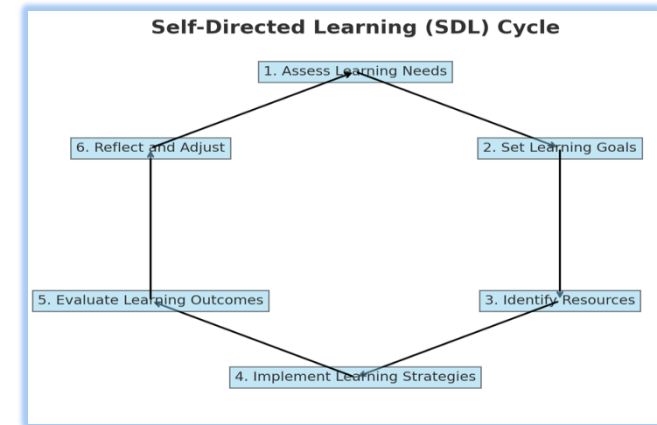 Self-Directed Learning (SDL) Cycle
1. Assess Learning Needs
2. Set Learning Goals
3. Identify Resources
4. Implement Learning Strategies
5. Evaluate Learning Outcomes
6. Reflect and Adjust